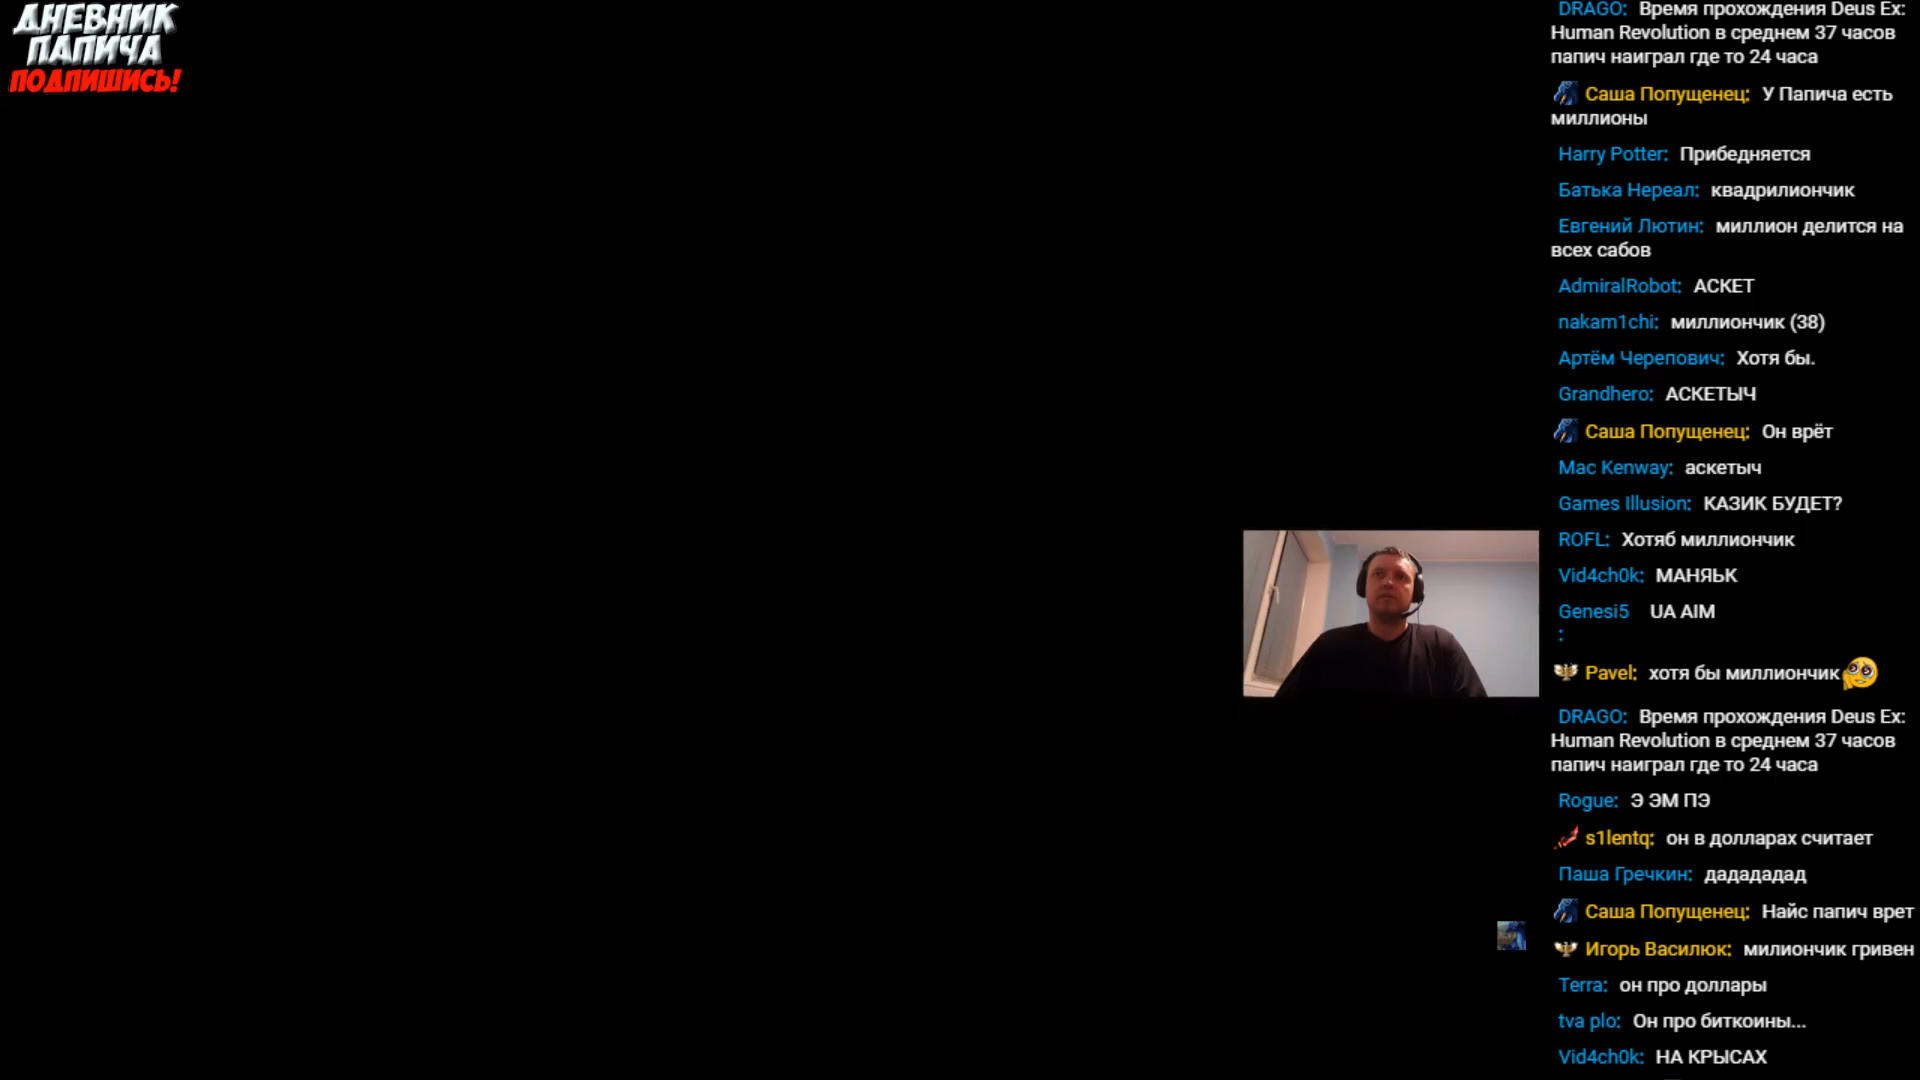 ДНЕВНИК
ПАПИЧА
ПОДПИШИСЬ!
DRAGO: Время прохождения Deus Ex:
Human Revolution в среднем 37 часов
папич наиграл где то 24 часа
Саша Попущенец: У Папича есть
миллионы
Harry Potter: Прибедняется
Батька Нереал: квадрилиончик
Евгений Лютин: миллион делится на
всех сабов
AdmiralRobot: АСКЕТ
nakam1chi: миллиончик (38)
Артём Черепович: Хотя бы.
Grandhero: АСКЕТЫЧ
Саша Попущенец: Он врёт
Mac Kenway: аскетыч
Games Illusion: КАЗИК БУДЕТ?
ROFL: Хотяб миллиончик
Vid4ch0k: МАНЯЬК
Genesi5 UA AIM
:
Pavel: хотя бы миллиончик
DRAGO: Время прохождения Deus Ex:
Human Revolution в среднем 37 часов
папич наиграл где то 24 часа
Rogue: Э ЭМ ПЭ
s1lentq: он в долларах считает
Паша Гречкин: дадададад
Саша Попущенец: Найс папич врет
Игорь Василюк: милиончик гривен
Terra: он про доллары
tva plo: Он про биткоины...
Vid4ch0k: НА КРЫСАХ